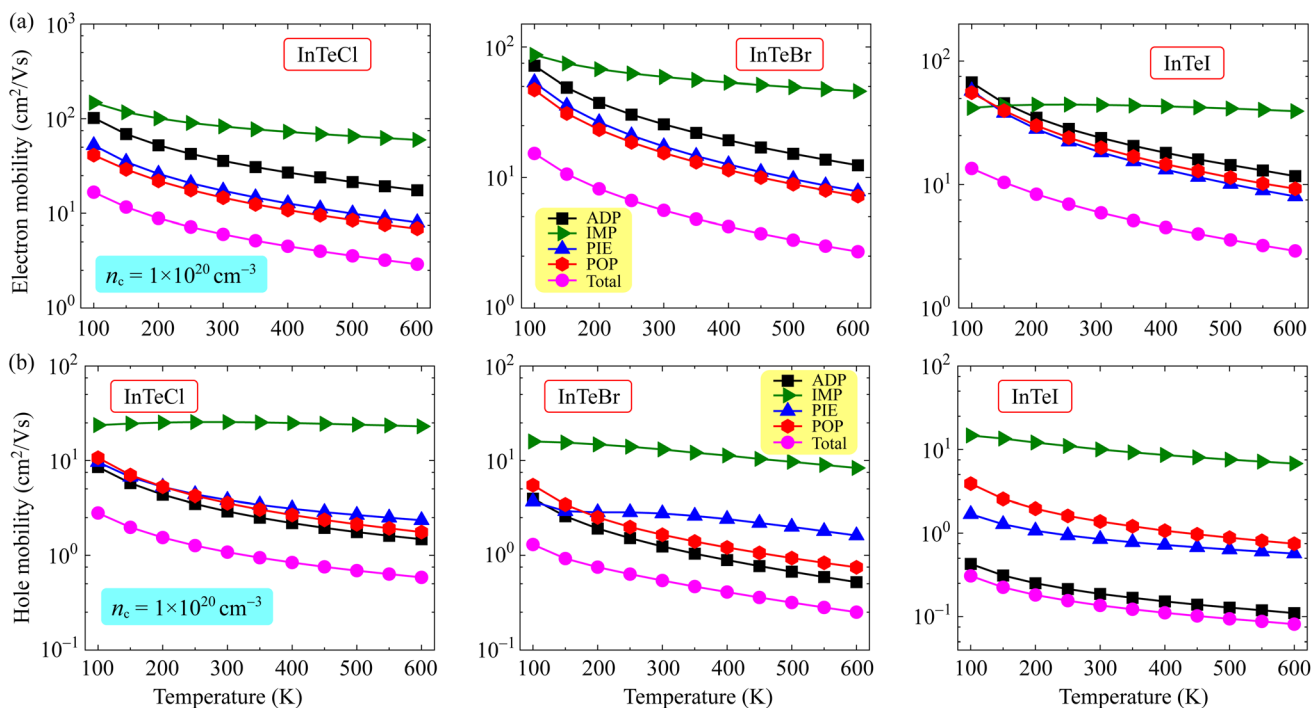 (a)
Electron mobility (cm²/Vs)
10³
10²
10¹
10⁰
InTeCl
n_c = 1×10²⁰ cm⁻³
100 200 300 400 500 600
10²
10¹
10⁰
InTeBr
ADP
IMP
PIE
POP
Total
100 200 300 400 500 600
10²
10¹
10⁰
InTeI
100 200 300 400 500 600
(b)
Hole mobility (cm²/Vs)
10²
10¹
10⁰
10⁻¹
InTeCl
n_c = 1×10²⁰ cm⁻³
100 200 300 400 500 600
Temperature (K)
10²
10¹
10⁰
10⁻¹
InTeBr
ADP
IMP
PIE
POP
Total
100 200 300 400 500 600
Temperature (K)
10²
10¹
10⁰
10⁻¹
InTeI
100 200 300 400 500 600
Temperature (K)